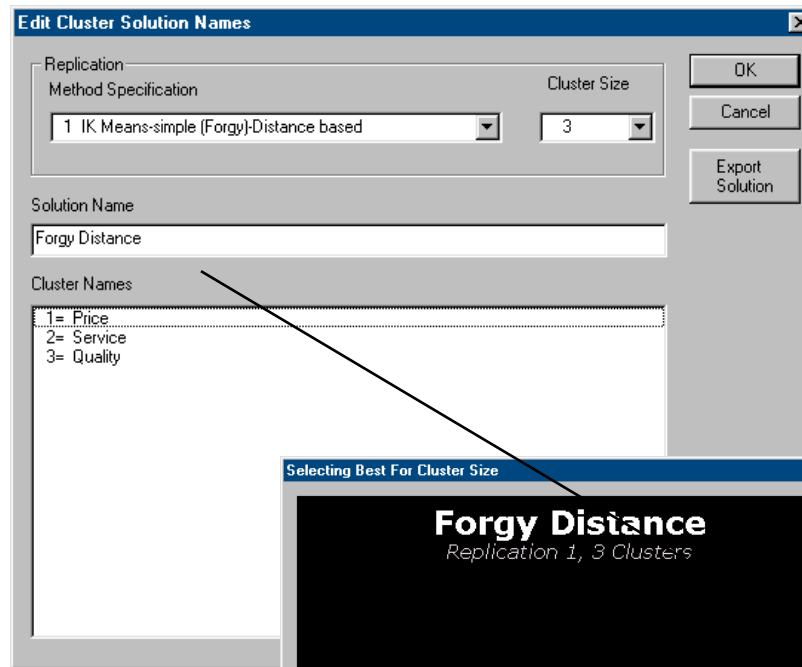 Edit Cluster Solution Names
Replication
Method Specification
Cluster Size
1 IK Means-simple (Forgy)-Distance based
3
OK
Cancel
Export
Solution
Solution Name
Forgy Distance
Cluster Names
1= Price
2= Service
3= Quality
Selecting Best For Cluster Size
Forgy Distance
Replication 1, 3 Clusters